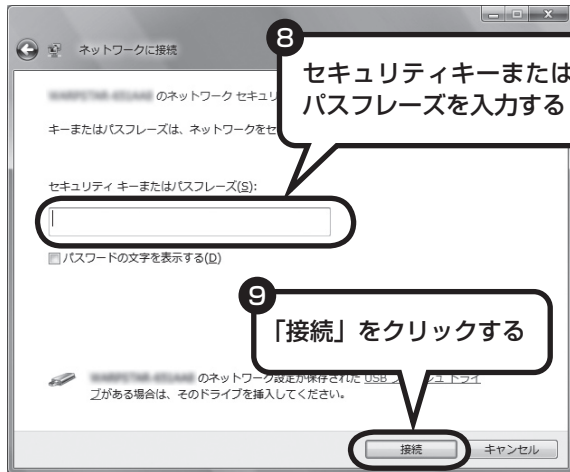 ネットワークに接続
8
セキュリティキーまたは
パスフレーズを入力する
のネットワーク セキュリ
キーまたはパスフレーズは、ネットワークをセ
セキュリティ キーまたはパスフレーズ(S):
パスワードの文字を表示する(D)
9
「接続」をクリックする
のネットワーク設定が保存された USB
ブがある場合は、そのドライブを挿入してください。
接続
キャンセル